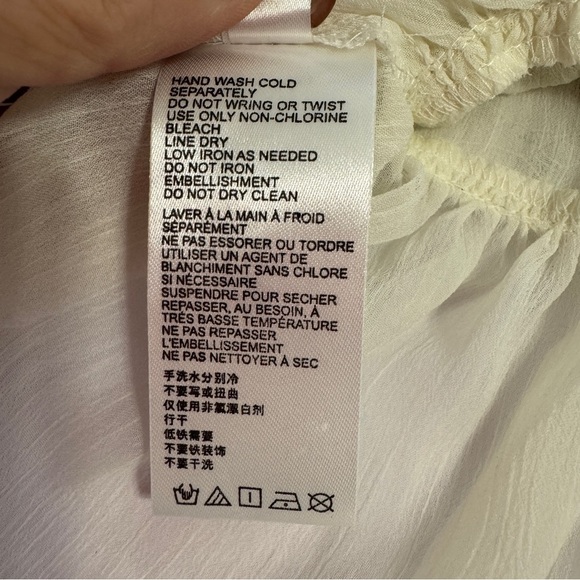 HAND WASH COLD
SEPARATELY
DO NOT WRING OR TWIST
USE ONLY NON-CHLORINE
BLEACH
LINE DRY
LOW IRON AS NEEDED
DO NOT IRON
EMBELLISHMENT
DO NOT DRY CLEAN
LAVER À LA MAIN À FROID
SÉPARÉMENT
NE PAS ESSORER OU TORDRE
UTILISER UN AGENT DE
BLANCHIMENT SANS CHLORE
SI NÉCESSAIRE
SUSPENDRE POUR SECHER
REPASSER, AU BESOIN, À
TRÈS BASSE TEMPÉRATURE
NE PAS REPASSER
L'EMBELLISSEMENT
NE PAS NETTOYER À SEC
手洗水分别冷
不要写或扭曲
仅使用非氯漂白剂
行干
低铁需要
不要铁装饰
不要干洗